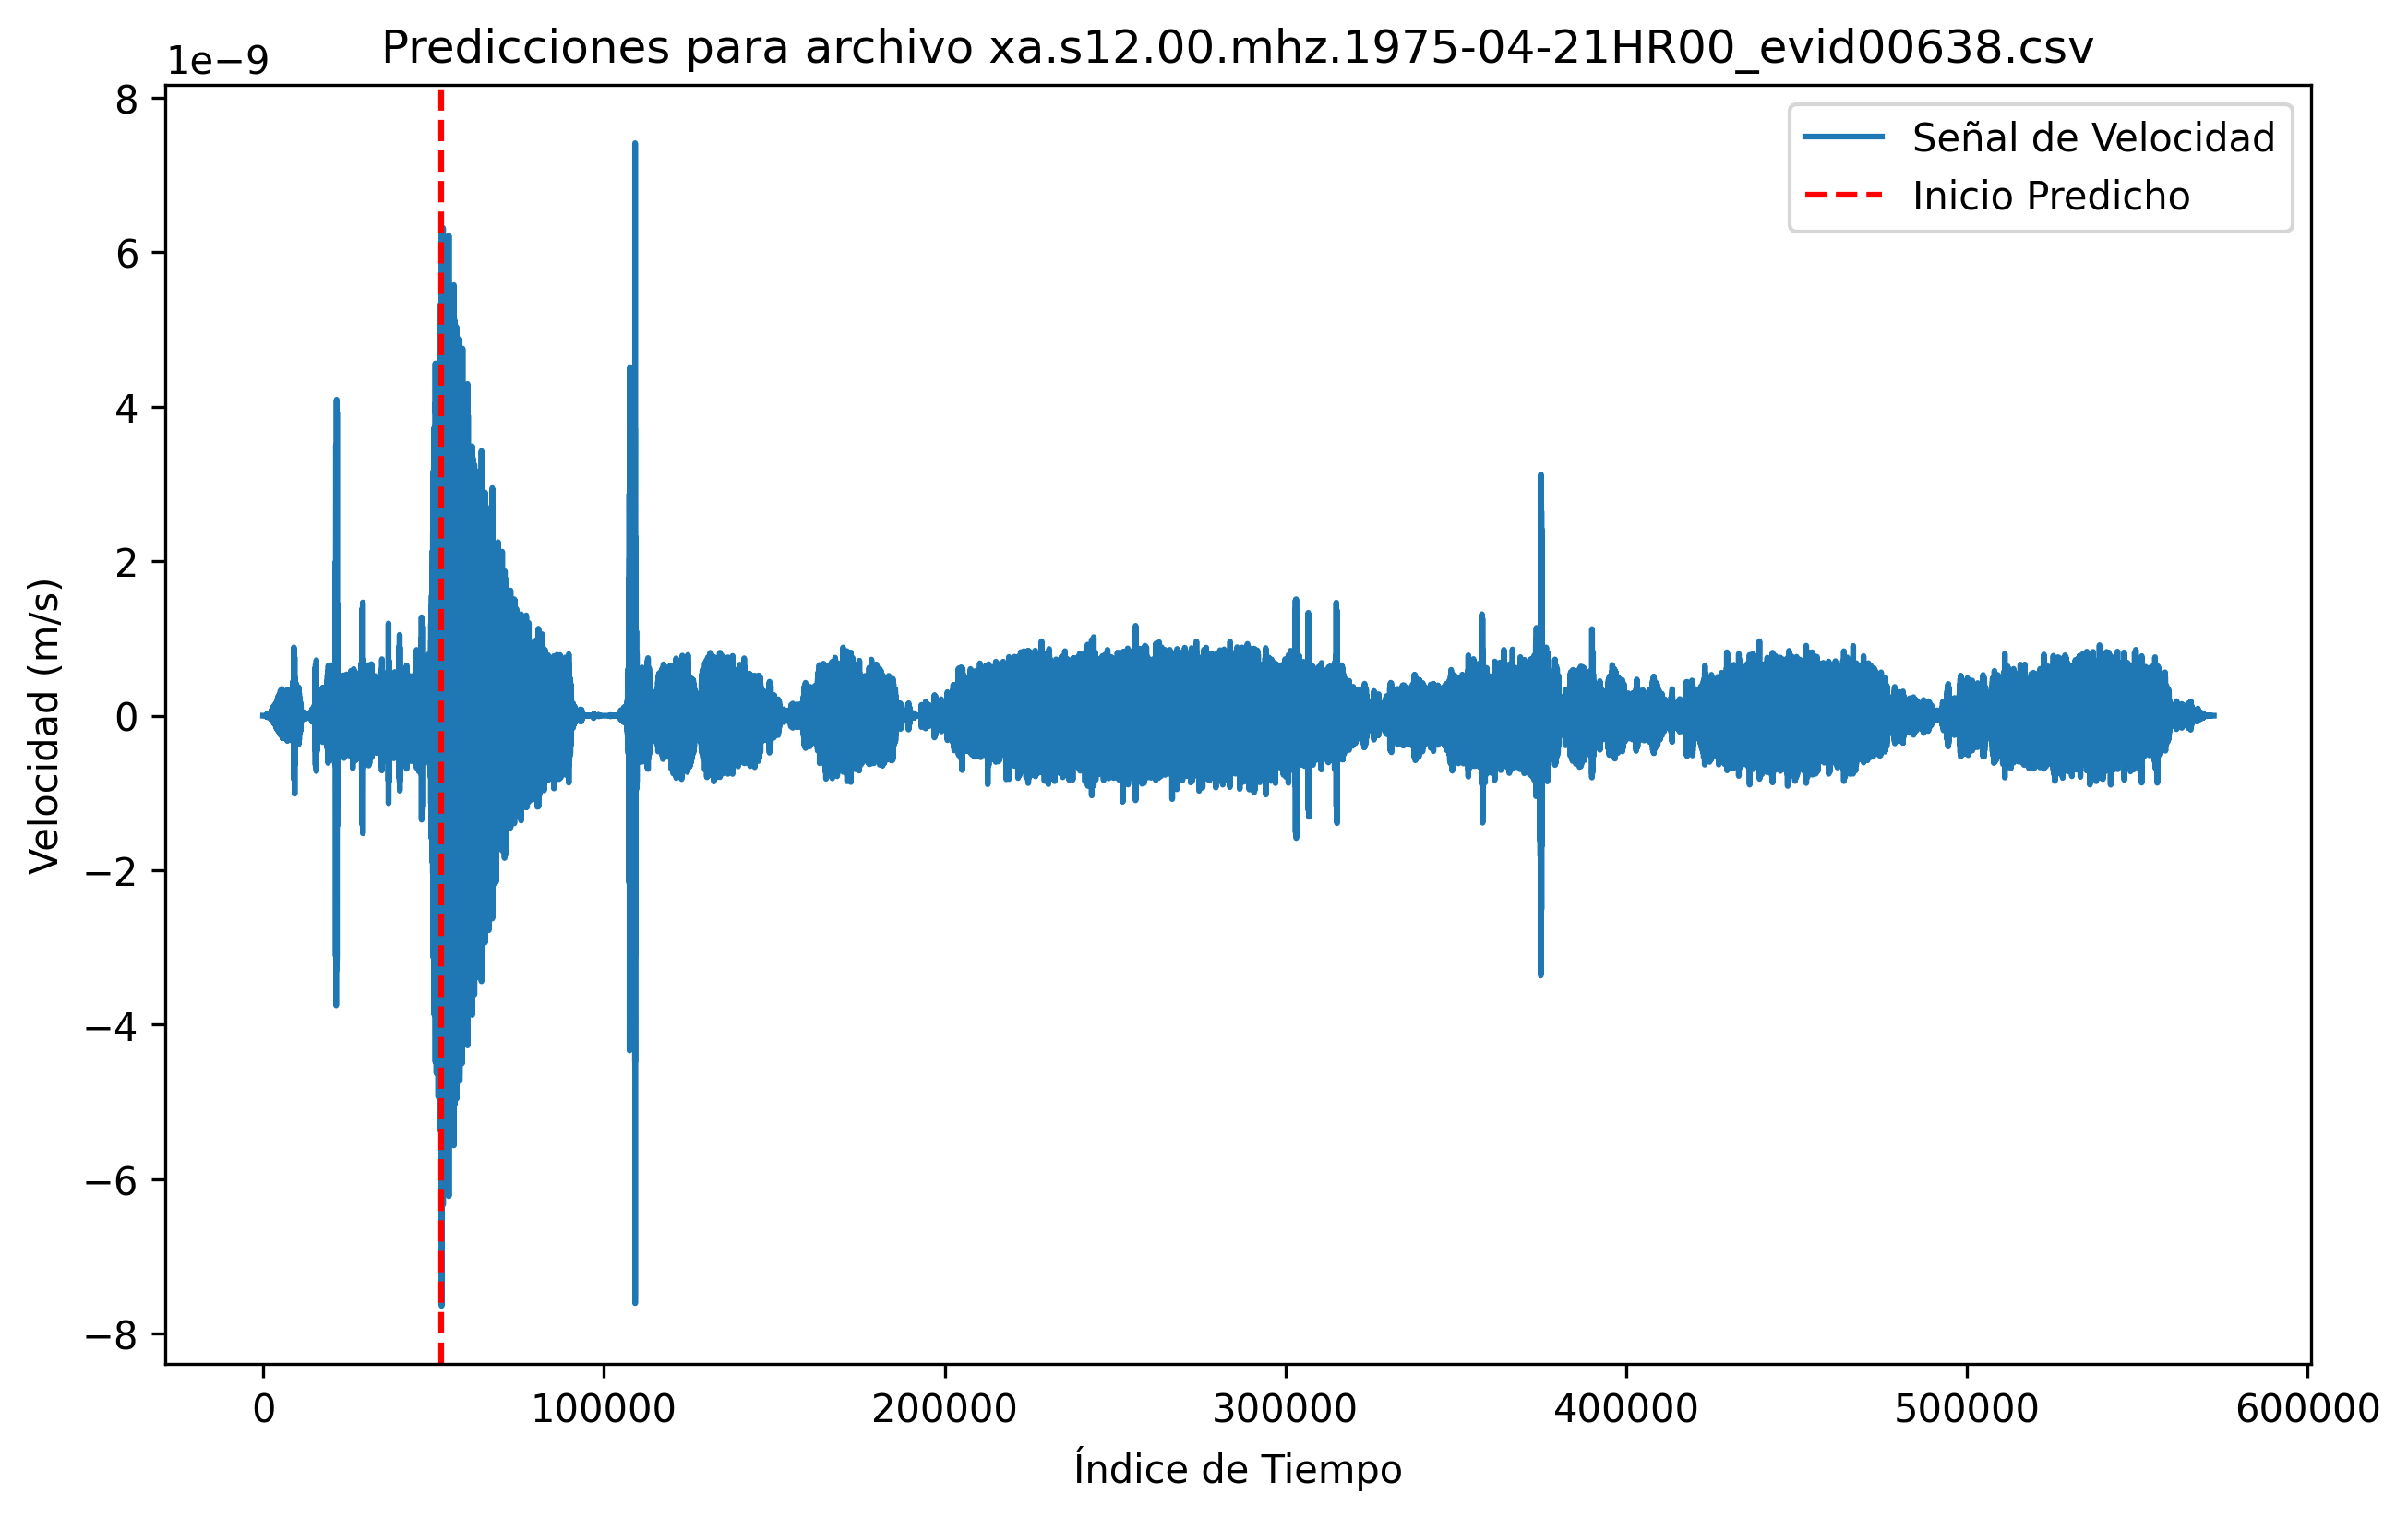 Predicciones para archivo xa.s12.00.mhz.1975-04-21HR00_evid00638.csv
1e−9
8
6
4
2
0
−2
−4
−6
−8
Velocidad (m/s)
Señal de Velocidad
Inicio Predicho
0
100000
200000
300000
400000
500000
600000
Índice de Tiempo